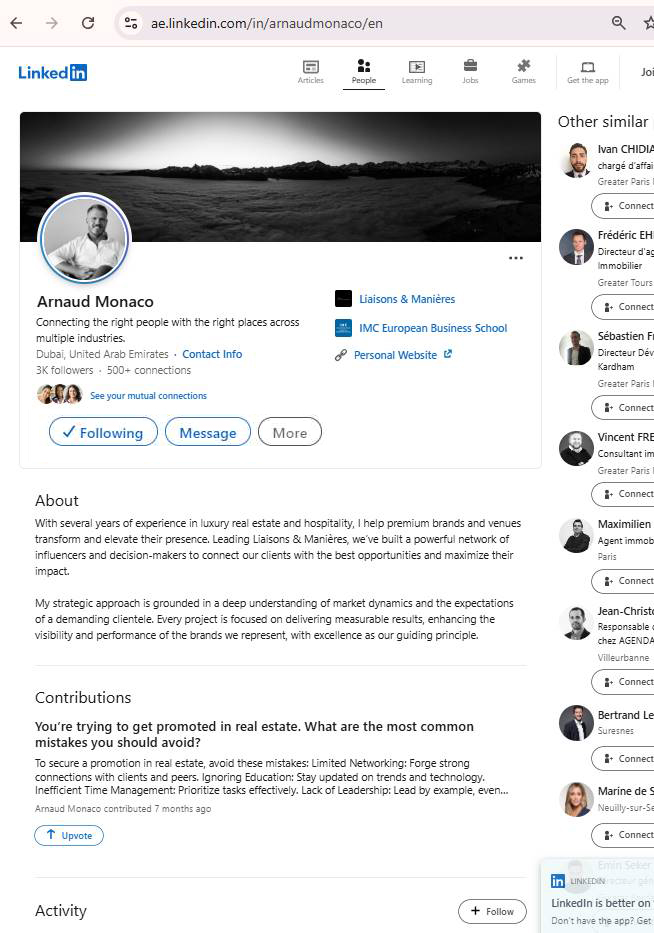 ae.linkedin.com/in/arnaudmonaco/en
Linked in
Articles
People
Learning
Jobs
Games
Get the app
Other similar
Ivan CHIDIA
chargé d'affai
Greater Paris
Connect
Frédéric EH
Directeur d'ag
Immobilier
Greater Tours
Connect
Sébastien F
Directeur Dév
Kardham
Greater Paris
Connect
Vincent FRE
Consultant im
Greater Paris
Connect
Maximilien
Agent immob
Paris
Connect
Jean-Christo
Responsable
chez AGENDA
Villeurbanne
Connect
Bertrand Le
Suresnes
Connect
Marine de S
Neuilly-sur-Se
Connect
Emin Seker
LINKEDIN
LinkedIn is better on
Don't have the app? Get
Arnaud Monaco
Connecting the right people with the right places across
multiple industries.
Dubai, United Arab Emirates · Contact Info
3K followers · 500+ connections
See your mutual connections
Following
Message
More
Liaisons & Manières
IMC European Business School
Personal Website
About
With several years of experience in luxury real estate and hospitality, I help premium brands and venues
transform and elevate their presence. Leading Liaisons & Manières, we've built a powerful network of
influencers and decision-makers to connect our clients with the best opportunities and maximize their
impact.
My strategic approach is grounded in a deep understanding of market dynamics and the expectations
of a demanding clientele. Every project is focused on delivering measurable results, enhancing the
visibility and performance of the brands we represent, with excellence as our guiding principle.
Contributions
You're trying to get promoted in real estate. What are the most common
mistakes you should avoid?
To secure a promotion in real estate, avoid these mistakes: Limited Networking: Forge strong
connections with clients and peers. Ignoring Education: Stay updated on trends and technology.
Inefficient Time Management: Prioritize tasks effectively. Lack of Leadership: Lead by example, even...
Arnaud Monaco contributed 7 months ago
Upvote
Activity
Follow